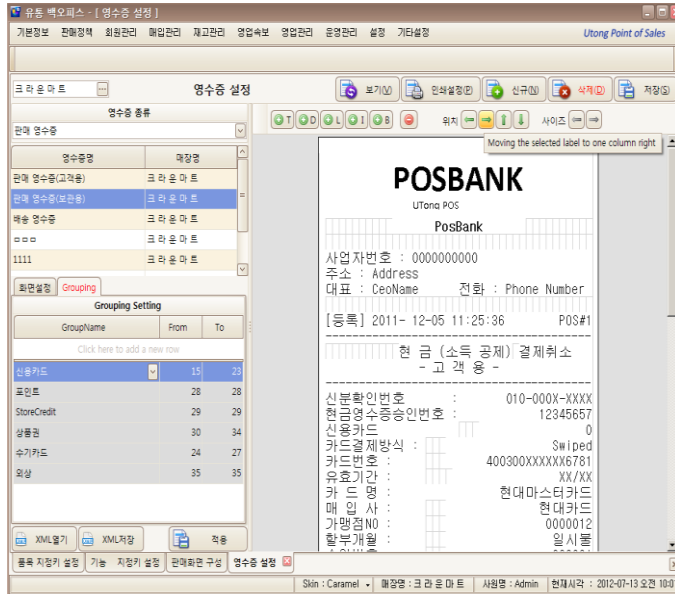 유통 백오피스 - [ 영수증 설정 ]
기본정보 판매정책 회원관리 매입관리 재고관리 영업속보 영업관리 운영관리 설정 기타설정 Utong Point of Sales
크라운마트 ... 영수증 설정 보기(V) 인쇄설정(P) 신규(N) 삭제(D) 저장(S)
영수증 종류
판매 영수증
T D L I B 위치 사이즈
Moving the selected label to one column right
영수증명 매장명
판매 영수증(고객용) 크라운마트
판매 영수증(보관용) 크라운마트
배송 영수증 크라운마트
ㅁㅁㅁ 크라운마트
1111 크라운마트
화면설정 Grouping
Grouping Setting
GroupName From To
Click here to add a new row
신용카드 15 23
포인트 28 28
StoreCredit 29 29
상품권 30 34
수기카드 24 27
외상 35 35
XML열기 XML저장 적용
POSBANK
UTong POS
PosBank
사업자번호 : 0000000000
주소 : Address
대표 : CeoName 전화 : Phone Number
[등록] 2011- 12-05 11:25:36 POS#1
현 금 (소득 공제) 결제취소
- 고 객 용 -
신분확인번호 : 010-000X-XXXX
현금영수증승인번호 : 12345657
신용카드 0
카드결제방식 : Swiped
카드번호 : 400300XXXXXX6781
유효기간 : XX/XX
카 드 명 : 현대마스터카드
매 입 사 : 현대카드
가맹점NO : 0000012
할부개월 : 일시불
품목 지정키 설정 기능 지정키 설정 판매화면 구성 영수증 설정
Skin : Caramel 매장명 : 크라운마트 사원명 : Admin 현재시각 : 2012-07-13 오전 10:0